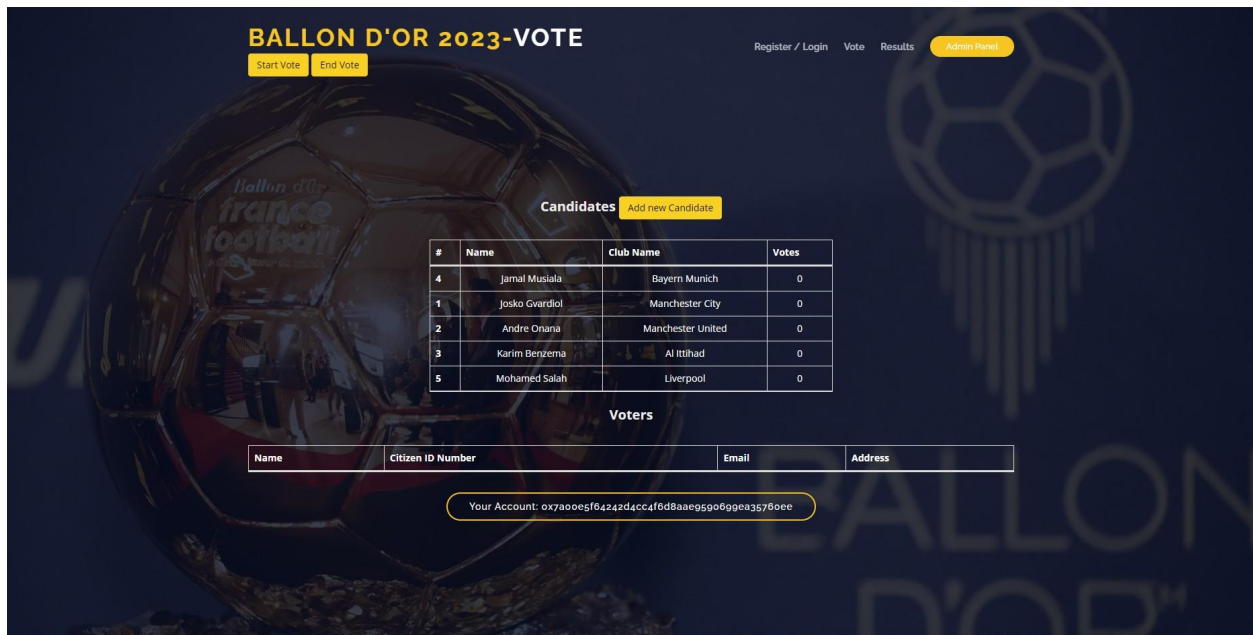 BALLON D'OR 2023-VOTE
Register / Login Vote Results Admin Panel
Start Vote End Vote
Ballon d'Or
france
football
Candidates Add new Candidate
# Name Club Name Votes
4 Jamal Musiala Bayern Munich 0
1 Josko Gvardiol Manchester City 0
2 Andre Onana Manchester United 0
3 Karim Benzema Al Ittihad 0
5 Mohamed Salah Liverpool 0
Voters
Name Citizen ID Number Email Address
Your Account: 0x7a00e5f64242d4cc4f6d8aae9590699ea35760ee
BALLON
D'OR